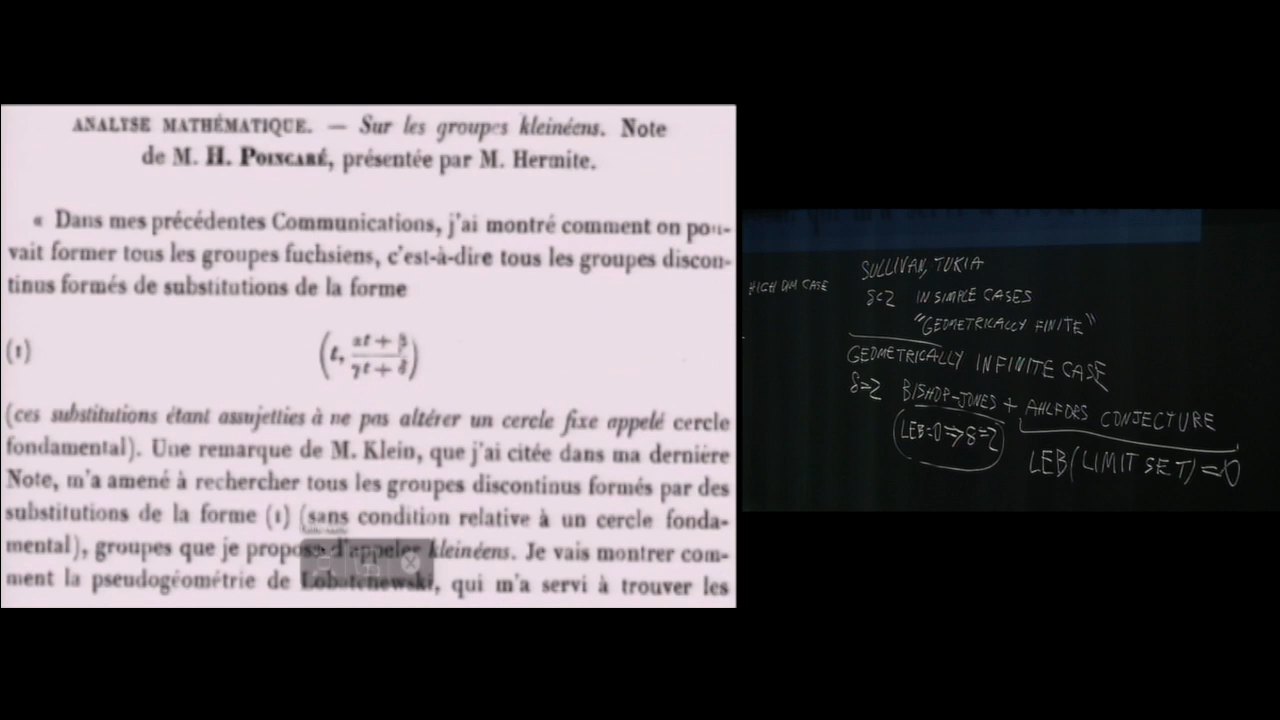 ANALYSE MATHÉMATIQUE. — Sur les groupes kleinéens. Note
de M. H. Poincaré, présentée par M. Hermite.
« Dans mes précédentes Communications, j'ai montré comment on pou-
vait former tous les groupes fuchsiens, c'est-à-dire tous les groupes discon-
tinus formés de substitutions de la forme
(1) (t, αt + β / γt + δ)
(ces substitutions étant assujetties à ne pas altérer un cercle fixe appelé cercle
fondamental). Une remarque de M. Klein, que j'ai citée dans ma dernière
Note, m'a amené à rechercher tous les groupes discontinus formés par des
substitutions de la forme (1) (sans condition relative à un cercle fonda-
mental), groupes que je propose d'appeler kleinéens. Je vais montrer com-
ment la pseudogéométrie de Lobatchewski, qui m'a servi à trouver les
HIGH DIM CASE
SULLIVAN, TUKIA
δ<2 IN SIMPLE CASES
"GEOMETRICALLY FINITE"
GEOMETRICALLY INFINITE CASE
δ=2 BISHOP-JONES + AHLFORS CONJECTURE
LEB=0 ⇒ δ=2
LEB(LIMIT SET)=0